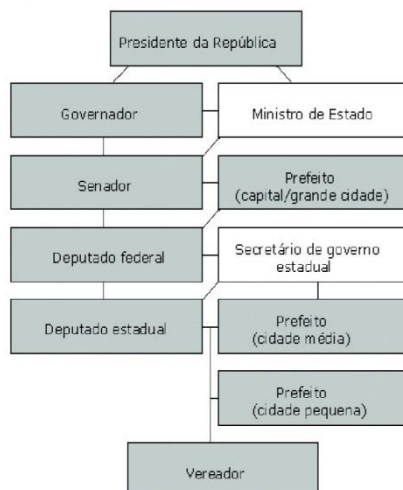 Presidente da República
Governador
Ministro de Estado
Senador
Prefeito
(capital/grande cidade)
Deputado federal
Secretário de governo
estadual
Deputado estadual
Prefeito
(cidade média)
Prefeito
(cidade pequena)
Vereador